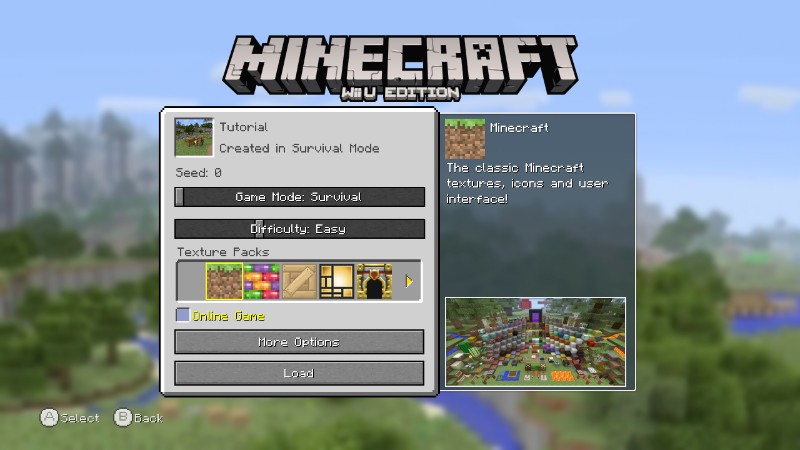 MINECRAFT
Wii U EDITION
Tutorial
Created in Survival Mode
Seed: 0
Game Mode: Survival
Difficulty: Easy
Texture Packs
Online Game
More Options
Load
Minecraft
The classic Minecraft
textures, icons and user
interface!
A Select B Back